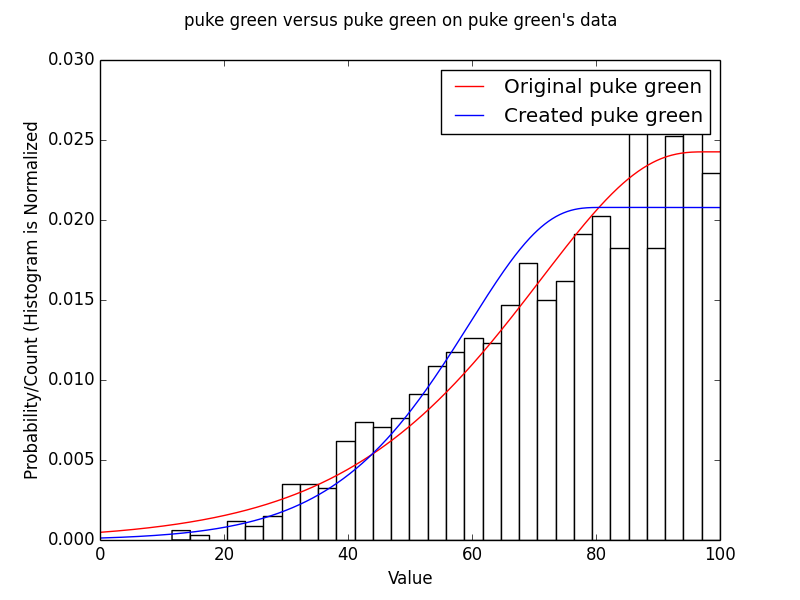 puke green versus puke green on puke green's data
0.030
0.025
0.020
0.015
0.010
0.005
0.000
Probability/Count (Histogram is Normalized
Original puke green
Created puke green
0 20 40 60 80 100
Value